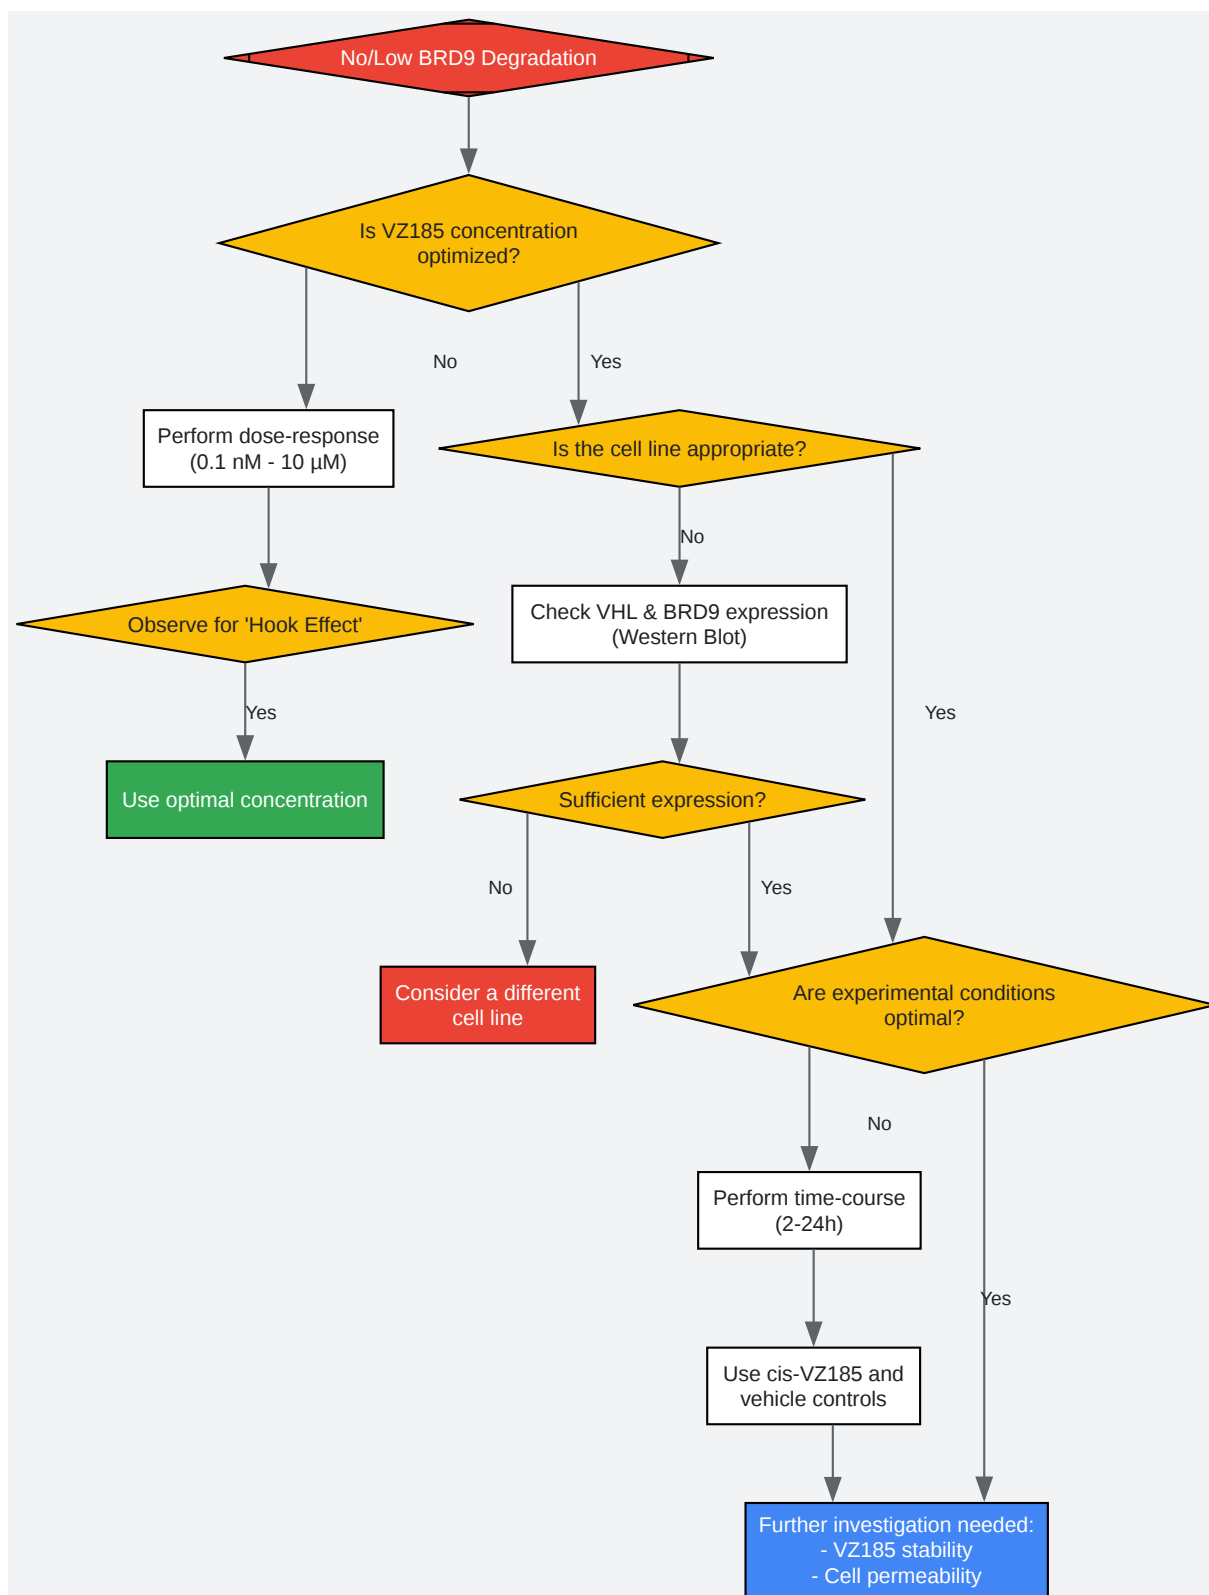 No/Low BRD9 Degradation
Is VZ185 concentration
optimized?
No
Yes
Perform dose-response
(0.1 nM - 10 µM)
Is the cell line appropriate?
No
Check VHL & BRD9 expression
(Western Blot)
Observe for 'Hook Effect'
Yes
Yes
Use optimal concentration
Sufficient expression?
No
Yes
Consider a different
cell line
Are experimental conditions
optimal?
No
Perform time-course
(2-24h)
Yes
Use cis-VZ185 and
vehicle controls
Further investigation needed:
- VZ185 stability
- Cell permeability